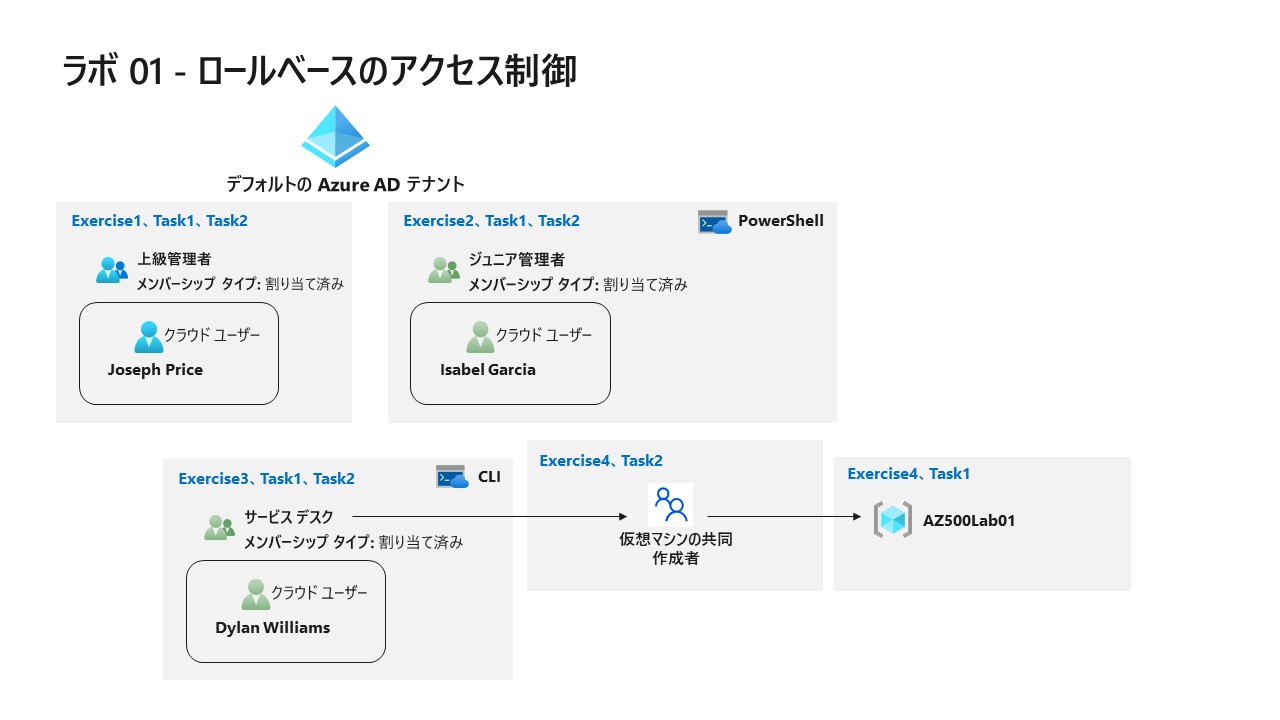 ラボ 01 - ロールベースのアクセス制御
デフォルトの Azure AD テナント
Exercise1、Task1、Task2
上級管理者
メンバーシップ タイプ: 割り当て済み
クラウド ユーザー
Joseph Price
Exercise2、Task1、Task2
PowerShell
ジュニア管理者
メンバーシップ タイプ: 割り当て済み
クラウド ユーザー
Isabel Garcia
Exercise3、Task1、Task2
CLI
サービス デスク
メンバーシップ タイプ: 割り当て済み
クラウド ユーザー
Dylan Williams
Exercise4、Task2
仮想マシンの共同
作成者
Exercise4、Task1
AZ500Lab01